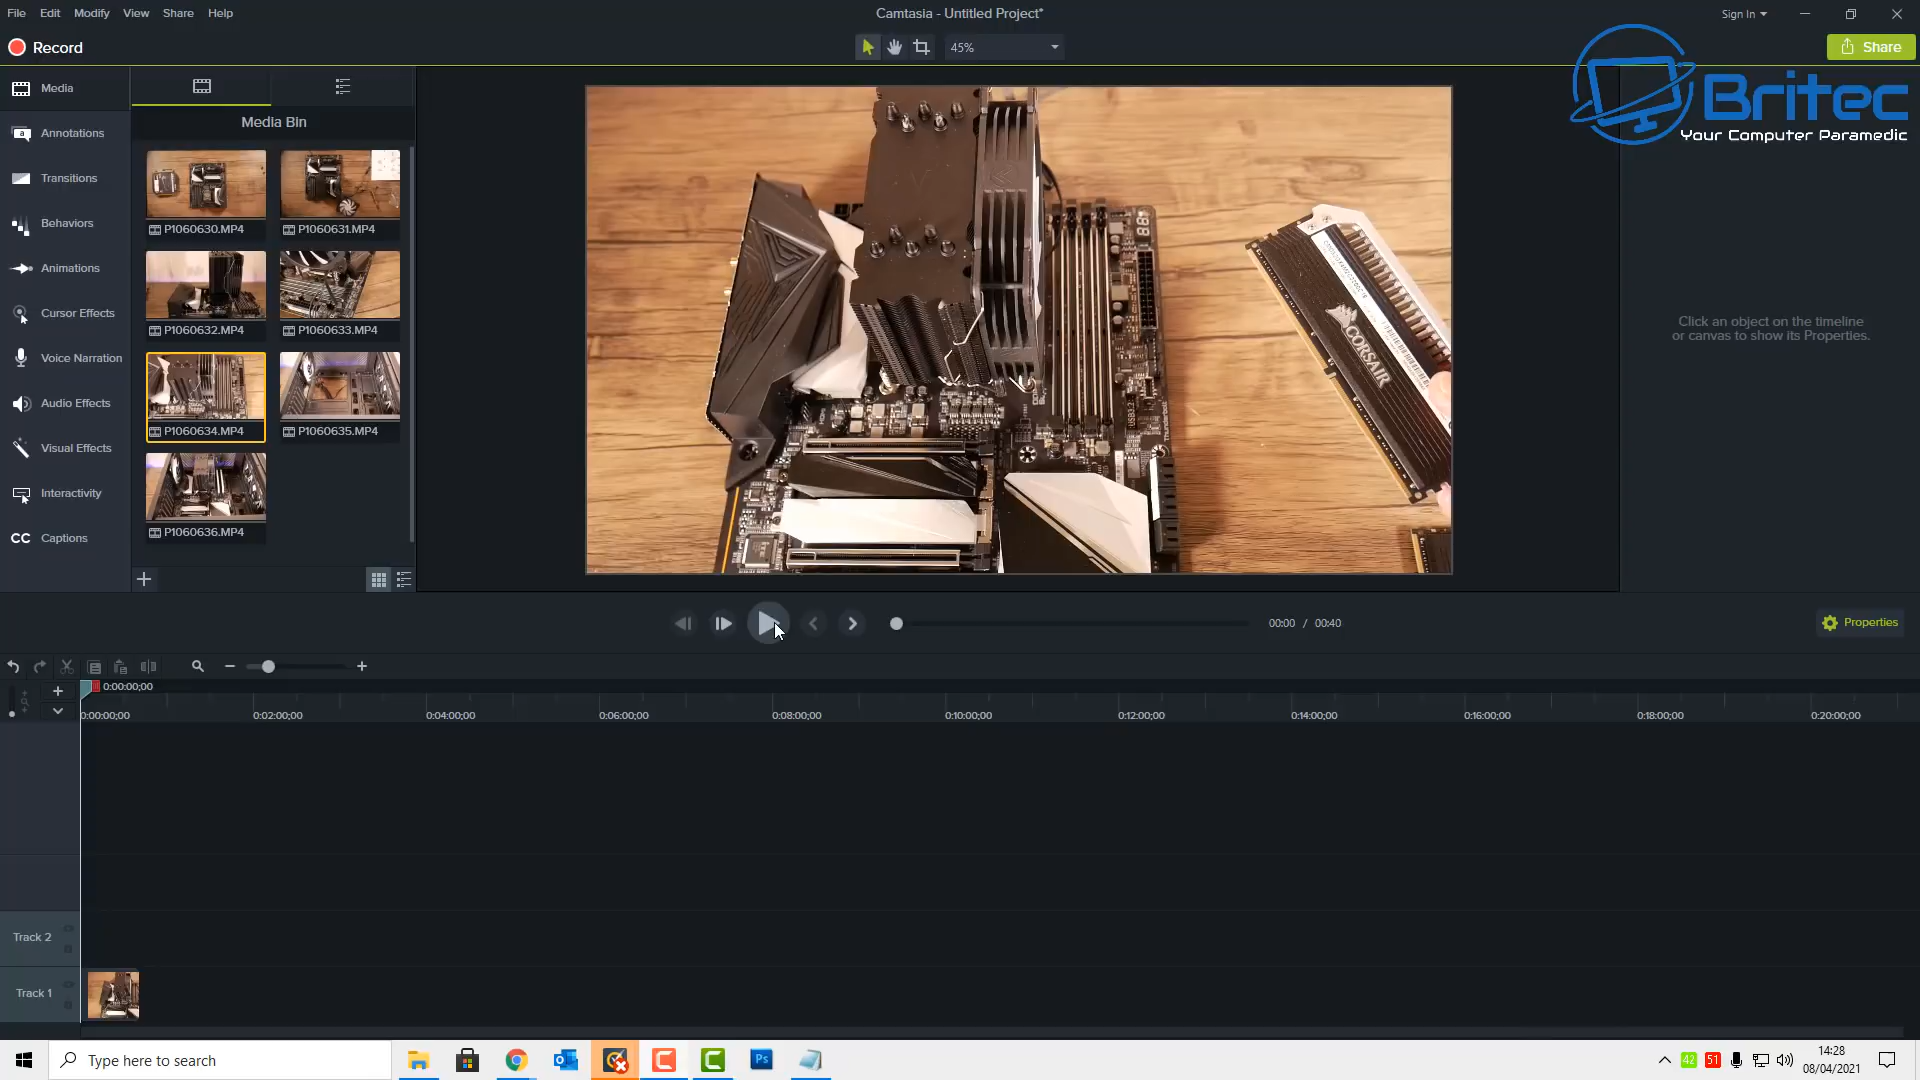 File Edit Modify View Share Help
Camtasia - Untitled Project*
Sign In
Record
45%
Share
Britec
Your Computer Paramedic
Media
Annotations
Transitions
Behaviors
Animations
Cursor Effects
Voice Narration
Audio Effects
Visual Effects
Interactivity
CC Captions
Media Bin
P1060630.MP4 P1060631.MP4
P1060632.MP4 P1060633.MP4
P1060634.MP4 P1060635.MP4
P1060636.MP4
CORSAIR
Click an object on the timeline
or canvas to show its Properties.
00:00 / 00:40
Properties
0:00:00;00
0:00:00;00 0:02:00;00 0:04:00;00 0:06:00;00 0:08:00;00 0:10:00;00 0:12:00;00 0:14:00;00 0:16:00;00 0:18:00;00 0:20:00;00
Track 2
Track 1
Type here to search
Ps
42 51
14:28
08/04/2021